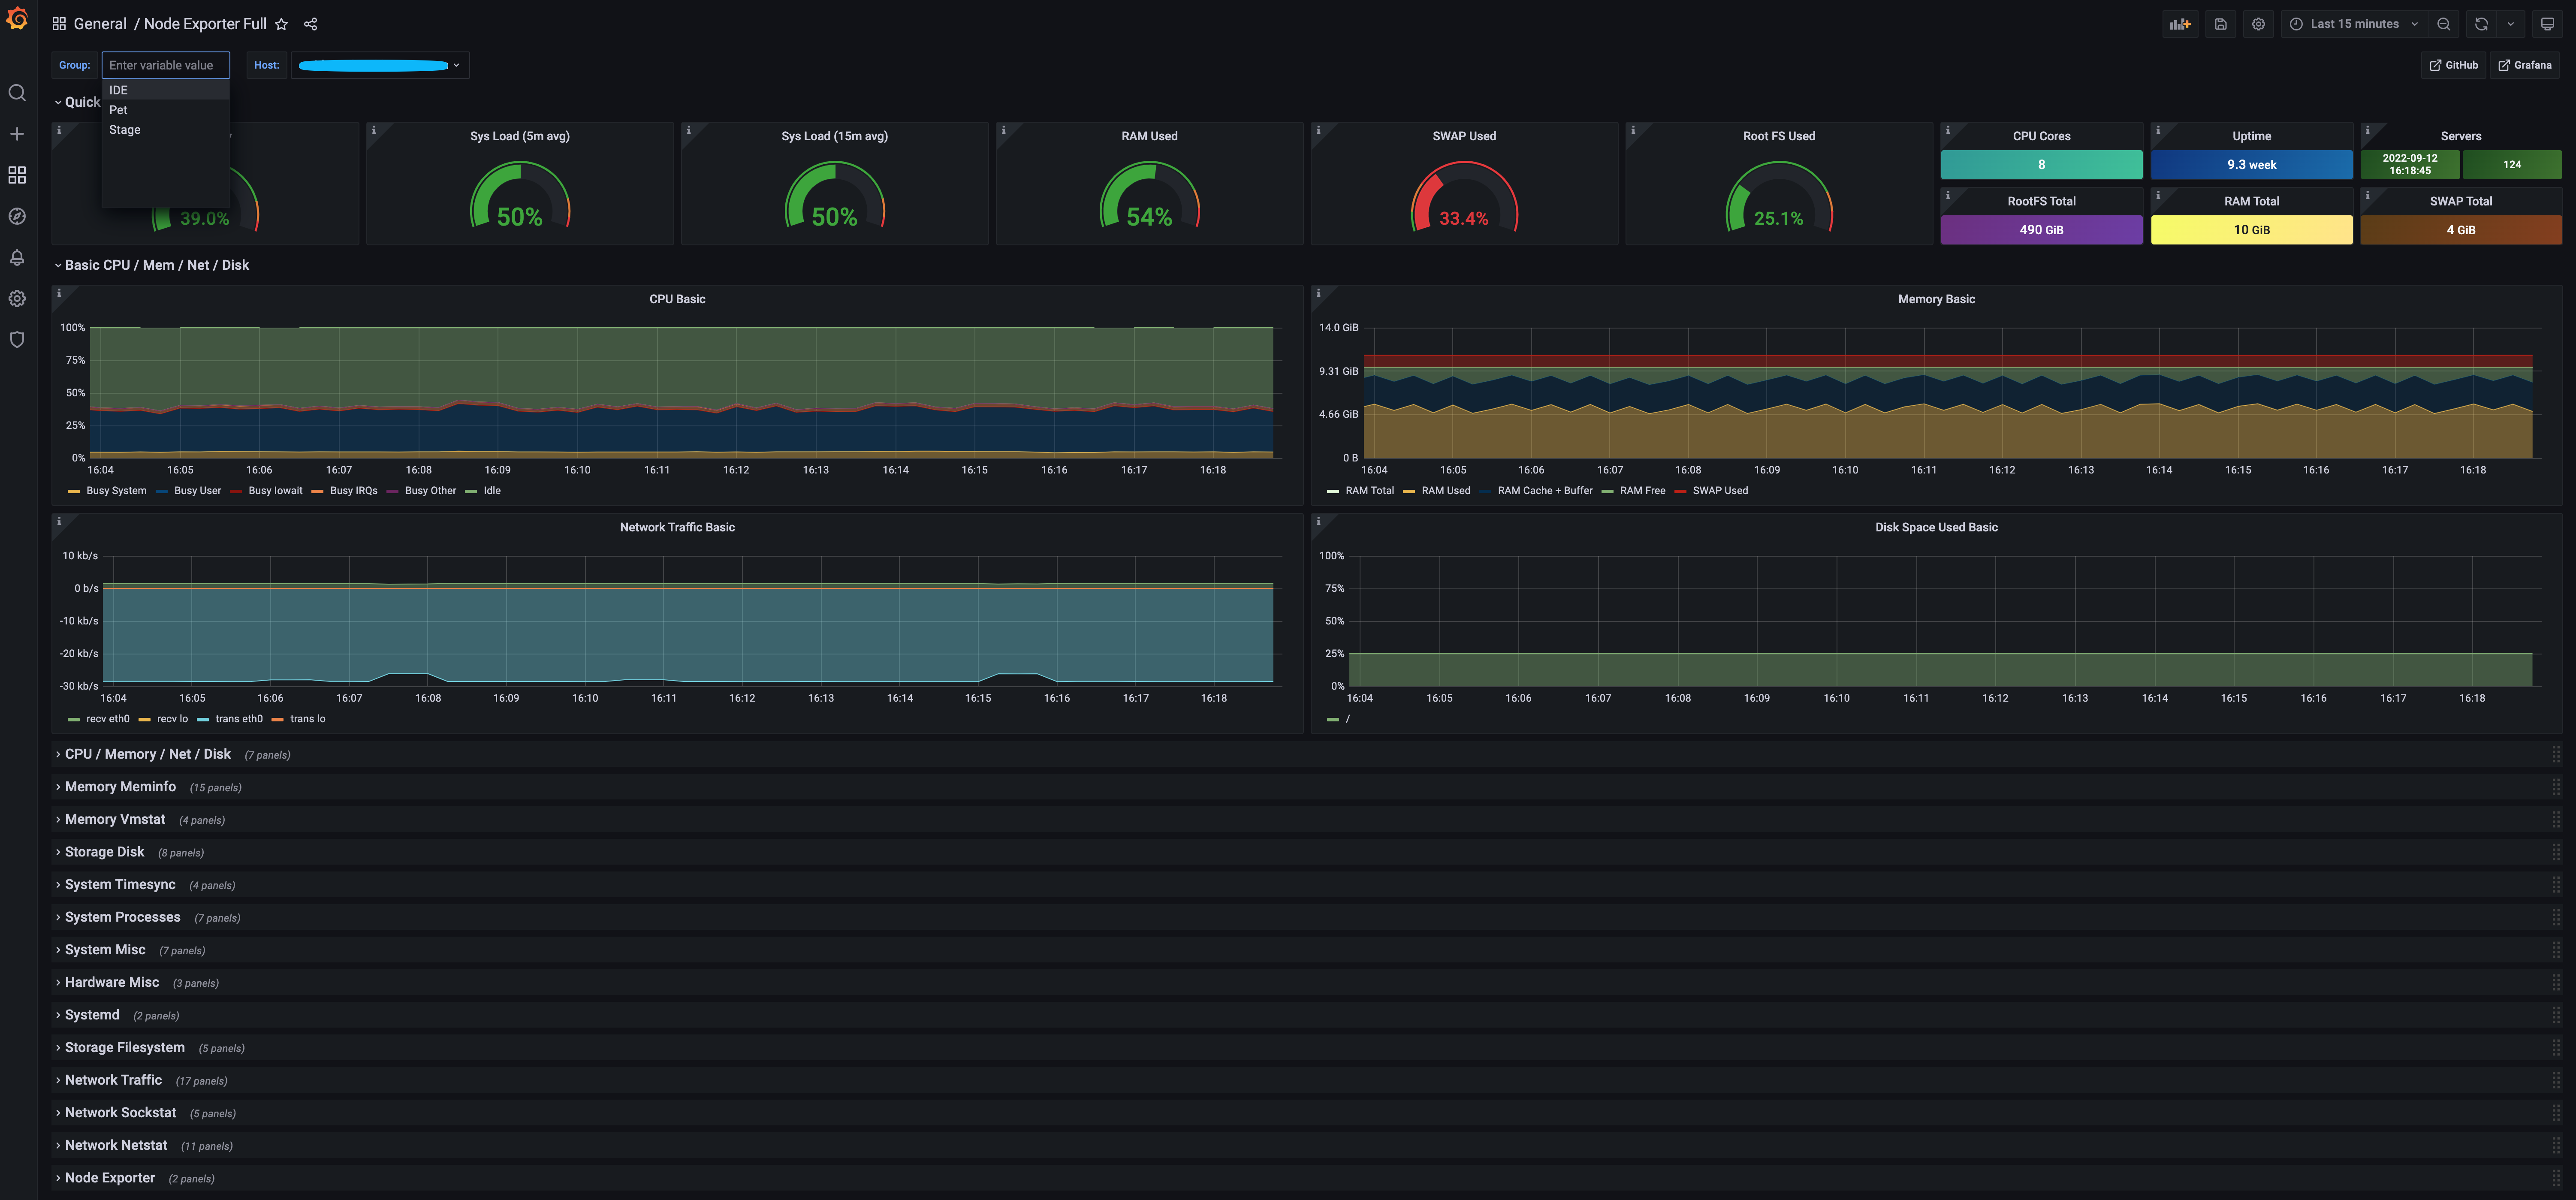 General / Node Exporter Full
Last 15 minutes
Group:
Enter variable value
Host:
GitHub
Grafana
IDE
Pet
Stage
Quick
39.0%
Sys Load (5m avg)
50%
Sys Load (15m avg)
50%
RAM Used
54%
SWAP Used
33.4%
Root FS Used
25.1%
CPU Cores
8
Uptime
9.3 week
Servers
2022-09-12
16:18:45
124
RootFS Total
490 GiB
RAM Total
10 GiB
SWAP Total
4 GiB
Basic CPU / Mem / Net / Disk
CPU Basic
100%
75%
50%
25%
0%
16:04 16:05 16:06 16:07 16:08 16:09 16:10 16:11 16:12 16:13 16:14 16:15 16:16 16:17 16:18
Busy System Busy User Busy Iowait Busy IRQs Busy Other Idle
Memory Basic
14.0 GiB
9.31 GiB
4.66 GiB
0 B
16:04 16:05 16:06 16:07 16:08 16:09 16:10 16:11 16:12 16:13 16:14 16:15 16:16 16:17 16:18
RAM Total RAM Used RAM Cache + Buffer RAM Free SWAP Used
Network Traffic Basic
10 kb/s
0 b/s
-10 kb/s
-20 kb/s
-30 kb/s
16:04 16:05 16:06 16:07 16:08 16:09 16:10 16:11 16:12 16:13 16:14 16:15 16:16 16:17 16:18
recv eth0 recv lo trans eth0 trans lo
Disk Space Used Basic
100%
75%
50%
25%
0%
16:04 16:05 16:06 16:07 16:08 16:09 16:10 16:11 16:12 16:13 16:14 16:15 16:16 16:17 16:18
/
CPU / Memory / Net / Disk (7 panels)
Memory Meminfo (15 panels)
Memory Vmstat (4 panels)
Storage Disk (8 panels)
System Timesync (4 panels)
System Processes (7 panels)
System Misc (7 panels)
Hardware Misc (3 panels)
Systemd (2 panels)
Storage Filesystem (5 panels)
Network Traffic (17 panels)
Network Sockstat (5 panels)
Network Netstat (11 panels)
Node Exporter (2 panels)